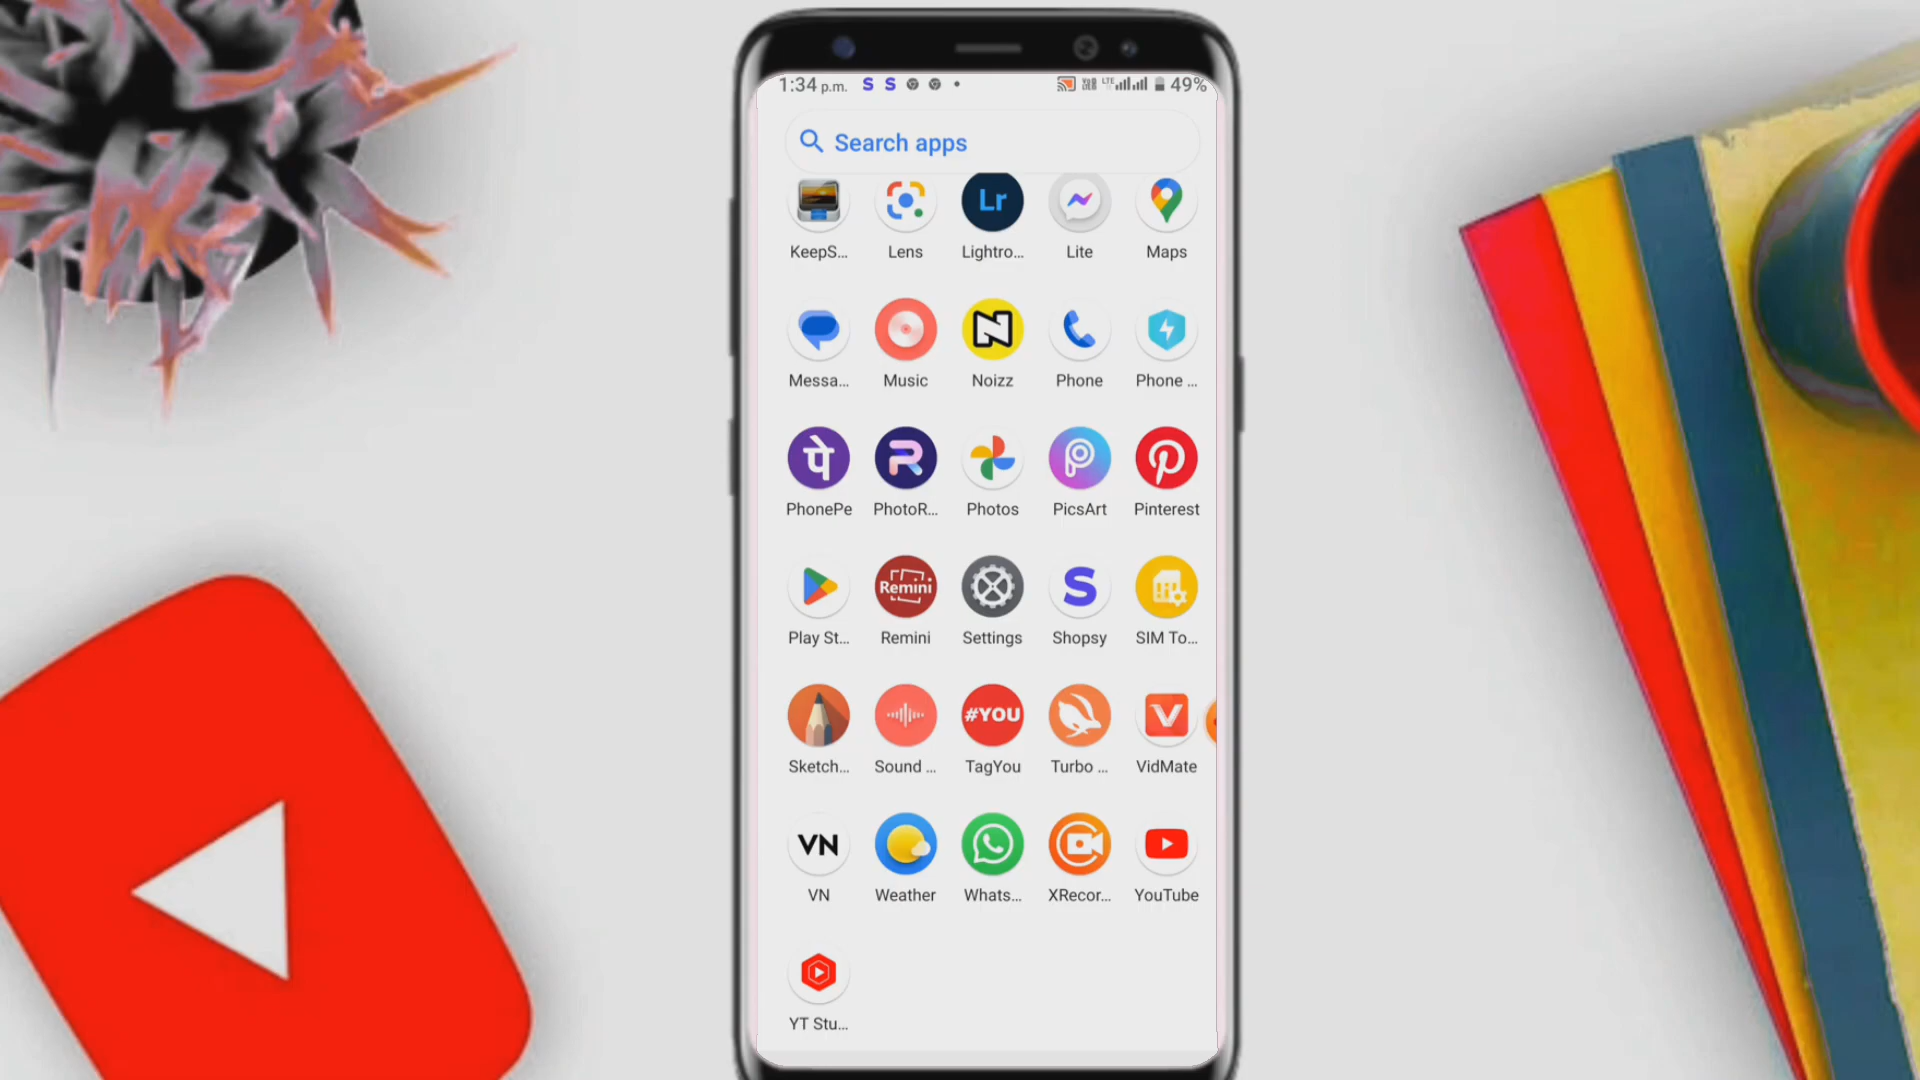 1:34 p.m. S S 49%
Search apps
Lr
KeepS... Lens Lightro... Lite Maps
Messa... Music Noizz Phone Phone ...
पे
PhonePe PhotoR... Photos PicsArt Pinterest
Remini
Play St... Remini Settings Shopsy SIM To...
#YOU
Sketch... Sound ... TagYou Turbo ... VidMate
VN
VN Weather Whats... XRecor... YouTube
YT Stu...